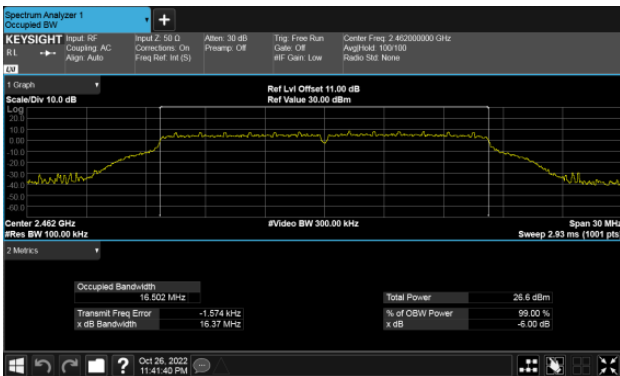 Spectrum Analyzer 1
Occupied BW
KEYSIGHT
RL
LXI
Input: RF
Coupling: AC
Align: Auto
Input Z: 50 Ω
Corrections: On
Freq Ref: Int (S)
Atten: 30 dB
Preamp: Off
Trig: Free Run
Gate: Off
#IF Gain: Low
Center Freq: 2.462000000 GHz
Avg|Hold: 100/100
Radio Std: None
1 Graph
Scale/Div 10.0 dB
Ref Lvl Offset 11.00 dB
Ref Value 30.00 dBm
Log
20.0
10.0
0.00
-10.0
-20.0
-30.0
-40.0
-50.0
-60.0
Center 2.462 GHz
#Res BW 100.00 kHz
#Video BW 300.00 kHz
Span 30 MHz
Sweep 2.93 ms (1001 pts)
2 Metrics
Occupied Bandwidth
16.502 MHz
Total Power 26.6 dBm
Transmit Freq Error -1.574 kHz
% of OBW Power 99.00 %
x dB Bandwidth 16.37 MHz
x dB -6.00 dB
?
Oct 26, 2022
11:41:40 PM